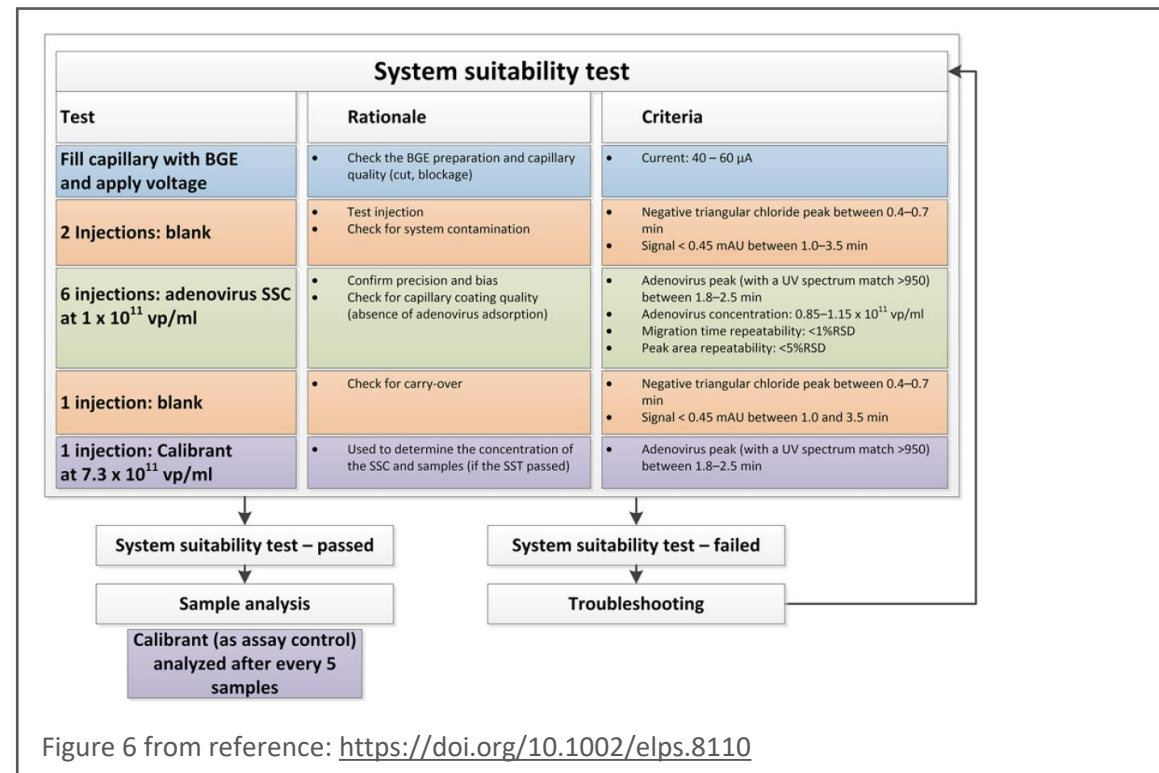 System suitability test
Test
Rationale
Criteria
Fill capillary with BGE
and apply voltage
• Check the BGE preparation and capillary
quality (cut, blockage)
• Current: 40 – 60 µA
2 Injections: blank
• Test injection
• Check for system contamination
• Negative triangular chloride peak between 0.4–0.7
min
• Signal < 0.45 mAU between 1.0–3.5 min
6 injections: adenovirus SSC
at 1 x 10¹¹ vp/ml
• Confirm precision and bias
• Check for capillary coating quality
(absence of adenovirus adsorption)
• Adenovirus peak (with a UV spectrum match >950)
between 1.8–2.5 min
• Adenovirus concentration: 0.85–1.15 x 10¹¹ vp/ml
• Migration time repeatability: <1%RSD
• Peak area repeatability: <5%RSD
1 injection: blank
• Check for carry-over
• Negative triangular chloride peak between 0.4–0.7
min
• Signal < 0.45 mAU between 1.0 and 3.5 min
1 injection: Calibrant
at 7.3 x 10¹¹ vp/ml
• Used to determine the concentration of
the SSC and samples (if the SST passed)
• Adenovirus peak (with a UV spectrum match >950)
between 1.8–2.5 min
System suitability test – passed
System suitability test – failed
Sample analysis
Troubleshooting
Calibrant (as assay control)
analyzed after every 5
samples
Figure 6 from reference: https://doi.org/10.1002/elps.8110